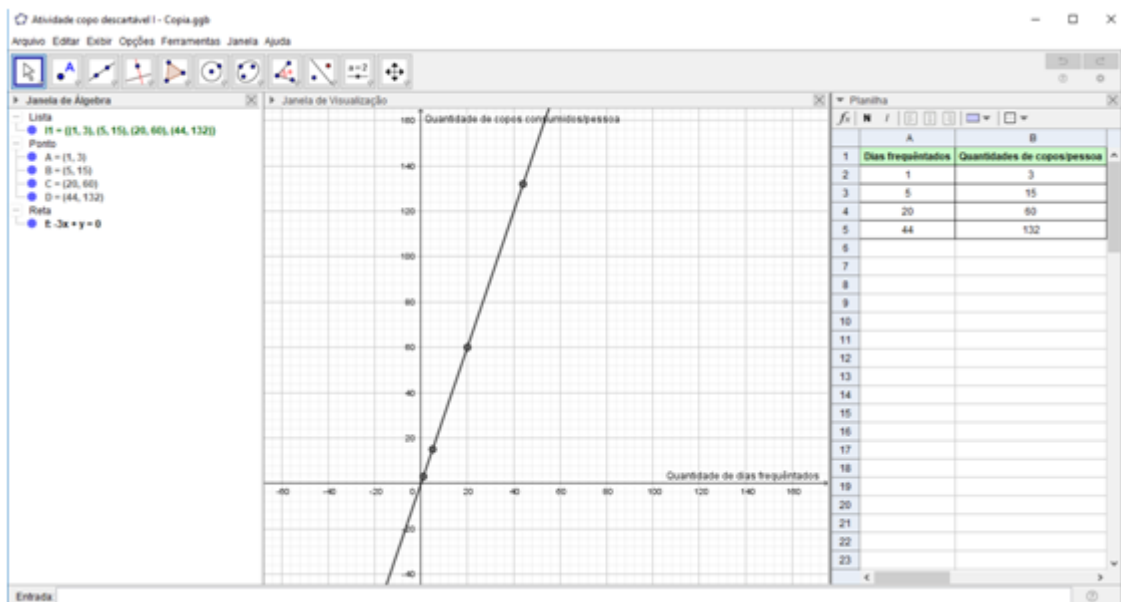 Atividade copo descartável I - Copia.ggb
Arquivo Editar Exibir Opções Ferramentas Janela Ajuda
A
a=2
Janela de Álgebra
Janela de Visualização
Planilha
Lista
l1 = {(1, 3), (5, 15), (20, 60), (44, 132)}
Ponto
A = (1, 3)
B = (5, 15)
C = (20, 60)
D = (44, 132)
Reta
f: -3x + y = 0
Quantidade de copos consumidos/pessoa
160
140
120
100
80
60
40
20
0
-20
-40
-60 -40 -20 20 40 60 80 100 120 140 160
Quantidade de dias frequêntados
fx N I
A B
1 Dias frequêntados Quantidades de copos/pessoa
2 1 3
3 5 15
4 20 60
5 44 132
6
7
8
9
10
11
12
13
14
15
16
17
18
19
20
21
22
23
Entrada: